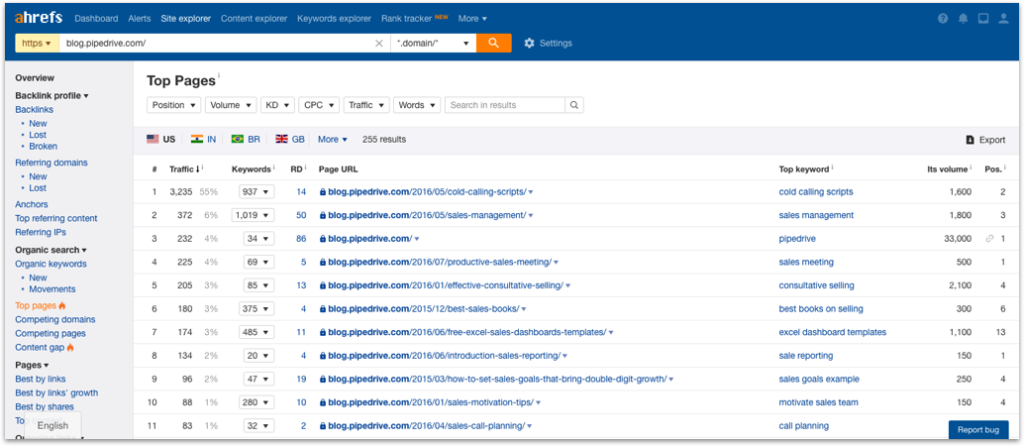 ahrefs Dashboard Alerts Site explorer Content explorer Keywords explorer Rank tracker NEW More
https blog.pipedrive.com/ *.domain/* Settings
Overview
Backlink profile
Backlinks
New
Lost
Broken
Referring domains
New
Lost
Anchors
Top referring content
Referring IPs
Organic search
Organic keywords
New
Movements
Top pages
Competing domains
Competing pages
Content gap
Pages
Best by links
Best by links' growth
Best by shares
English
Top Pages
Position Volume KD CPC Traffic Words Search in results
US IN BR GB More 255 results Export
# Traffic Keywords RD Page URL Top keyword Its volume Pos.
1 3,235 55% 937 14 blog.pipedrive.com/2016/05/cold-calling-scripts/ cold calling scripts 1,600 2
2 372 6% 1,019 50 blog.pipedrive.com/2016/05/sales-management/ sales management 1,800 3
3 232 4% 34 86 blog.pipedrive.com/ pipedrive 33,000 1
4 225 4% 69 5 blog.pipedrive.com/2016/07/productive-sales-meeting/ sales meeting 500 1
5 205 3% 85 13 blog.pipedrive.com/2016/01/effective-consultative-selling/ consultative selling 2,100 4
6 180 3% 375 4 blog.pipedrive.com/2015/12/best-sales-books/ best books on selling 300 6
7 174 3% 485 11 blog.pipedrive.com/2016/06/free-excel-sales-dashboards-templates/ excel dashboard templates 1,100 13
8 134 2% 20 4 blog.pipedrive.com/2016/06/introduction-sales-reporting/ sale reporting 150 1
9 96 2% 47 19 blog.pipedrive.com/2015/03/how-to-set-sales-goals-that-bring-double-digit-growth/ sales goals example 250 4
10 88 1% 280 10 blog.pipedrive.com/2016/01/sales-motivation-tips/ motivate sales team 150 4
11 83 1% 32 2 blog.pipedrive.com/2016/04/sales-call-planning/ call planning
Report bug